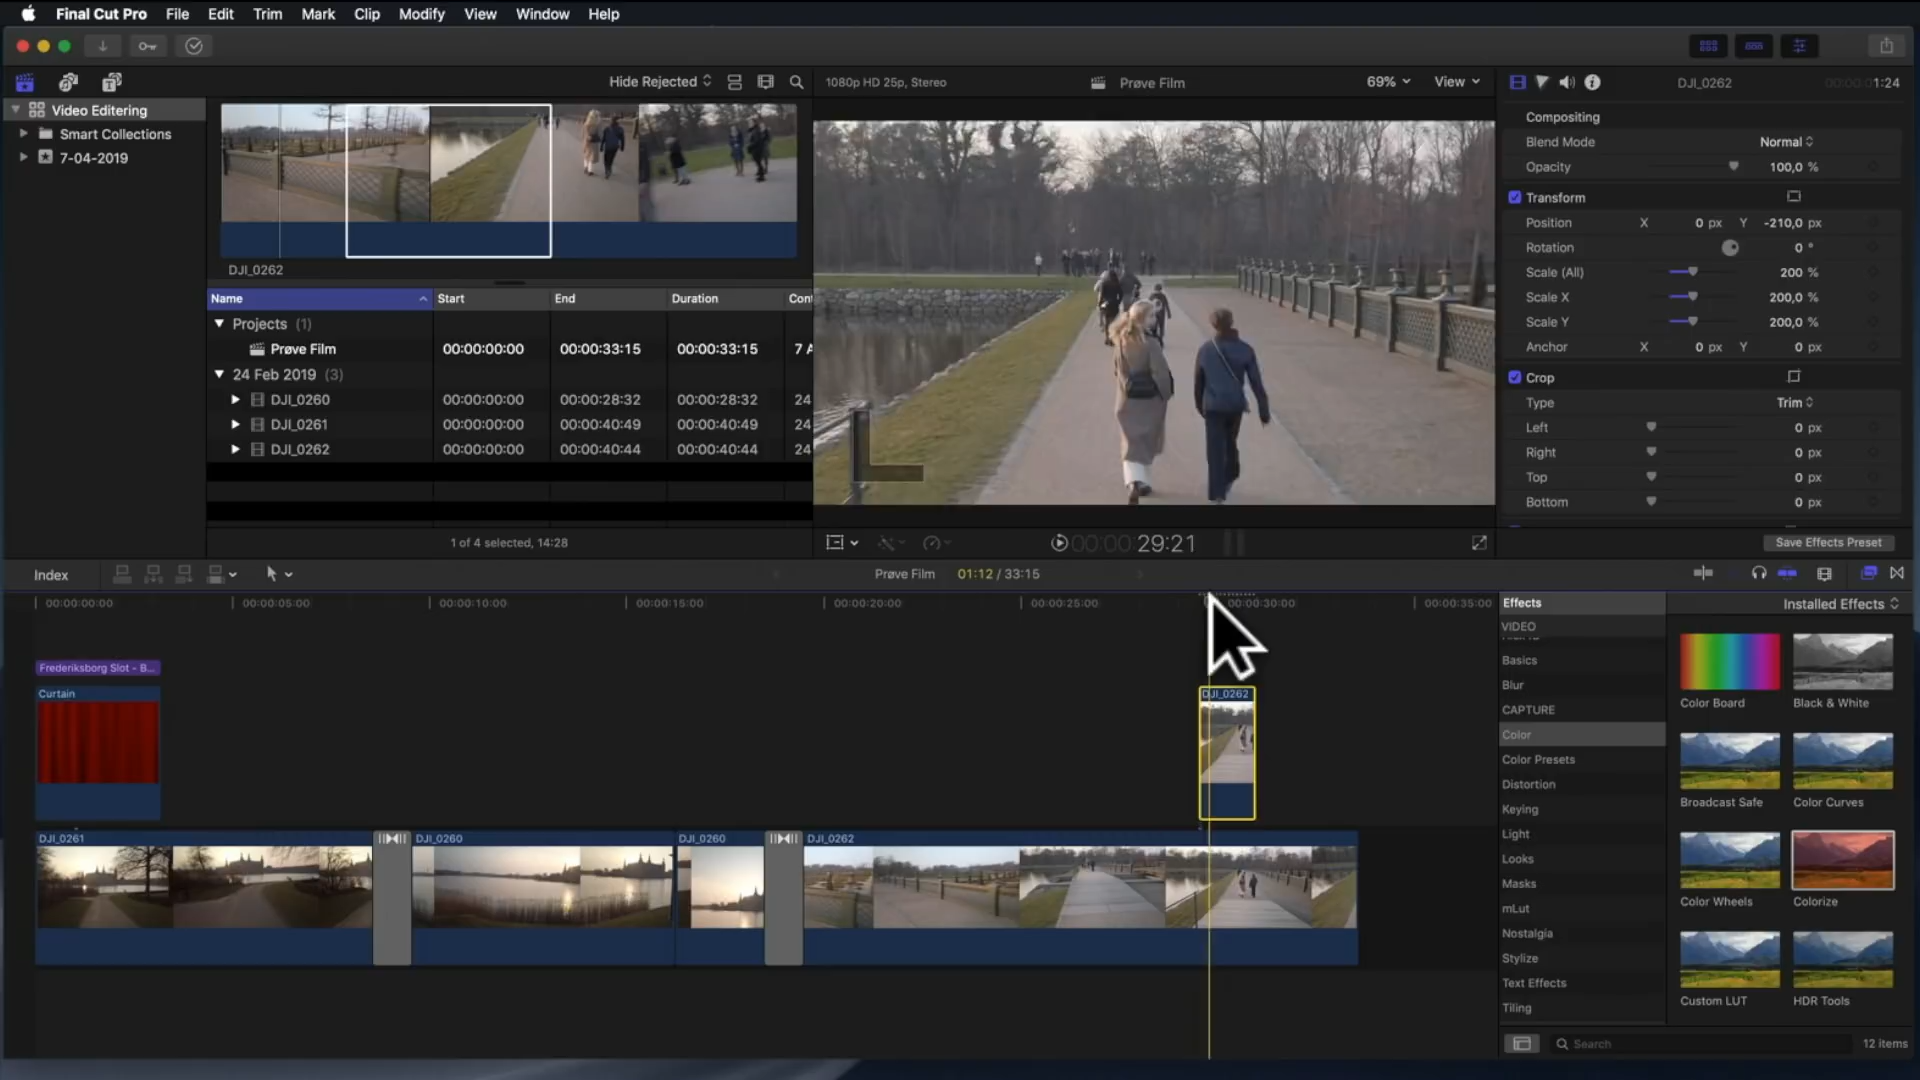 Final Cut Pro File Edit Trim Mark Clip Modify View Window Help
Hide Rejected
1080p HD 25p, Stereo
Prøve Film
69%
View
DJI_0262
00:00:01:24
Video Editering
Smart Collections
7-04-2019
DJI_0262
Name Start End Duration
Projects (1)
Prøve Film 00:00:00:00 00:00:33:15 00:00:33:15 7 A
24 Feb 2019 (3)
DJI_0260 00:00:00:00 00:00:28:32 00:00:28:32 24
DJI_0261 00:00:00:00 00:00:40:49 00:00:40:49 24
DJI_0262 00:00:00:00 00:00:40:44 00:00:40:44 24
1 of 4 selected, 14:28
00:00:29:21
Compositing
Blend Mode Normal
Opacity 100,0 %
Transform
Position X 0 px Y -210,0 px
Rotation 0 °
Scale (All) 200 %
Scale X 200,0 %
Scale Y 200,0 %
Anchor X 0 px Y 0 px
Crop
Type Trim
Left 0 px
Right 0 px
Top 0 px
Bottom 0 px
Save Effects Preset
Index
Prøve Film 01:12 / 33:15
00:00:00:00 00:00:05:00 00:00:10:00 00:00:15:00 00:00:20:00 00:00:25:00 00:00:30:00 00:00:35:00
Frederiksborg Slot - B...
Curtain
DJI_0262
DJI_0261
DJI_0260
DJI_0260
DJI_0262
Effects
Installed Effects
VIDEO
Basics
Blur
CAPTURE
Color
Color Presets
Distortion
Keying
Light
Looks
Masks
mLut
Nostalgia
Stylize
Text Effects
Tiling
Color Board
Black & White
Broadcast Safe
Color Curves
Color Wheels
Colorize
Custom LUT
HDR Tools
Search
12 items